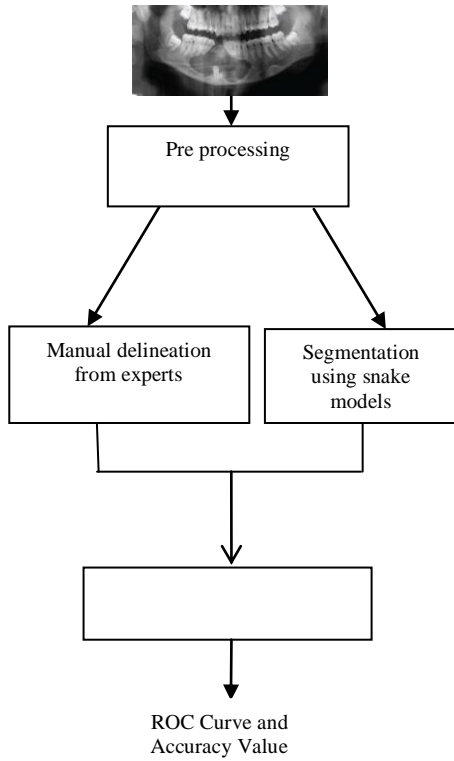 Pre processing
Manual delineation
from experts
Segmentation
using snake
models
ROC Curve and
Accuracy Value